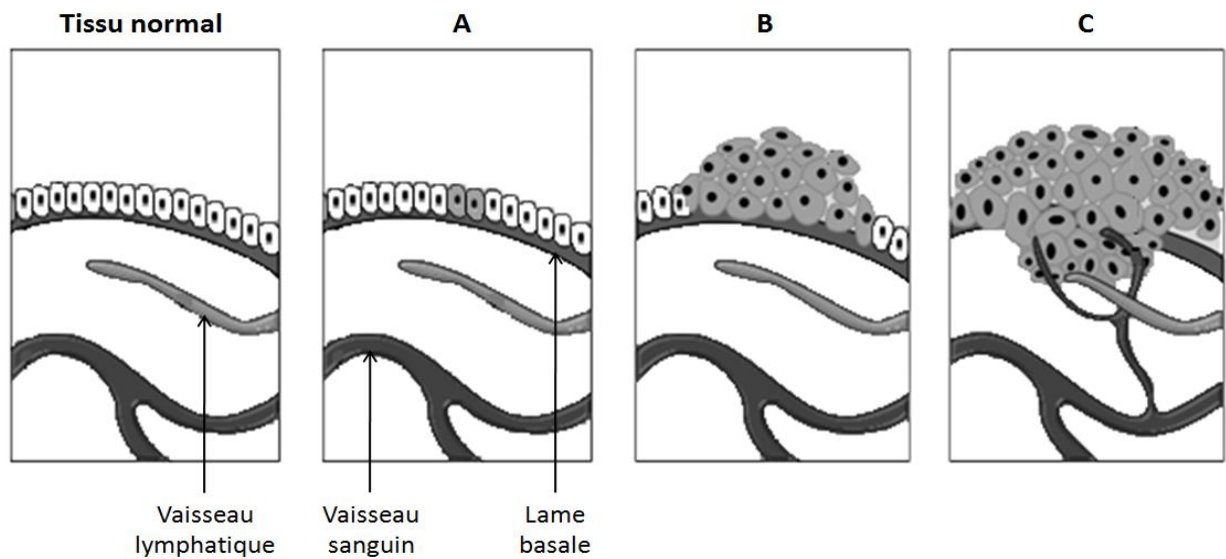 Tissu normal
A
B
C
Vaisseau
lymphatique
Vaisseau
sanguin
Lame
basale